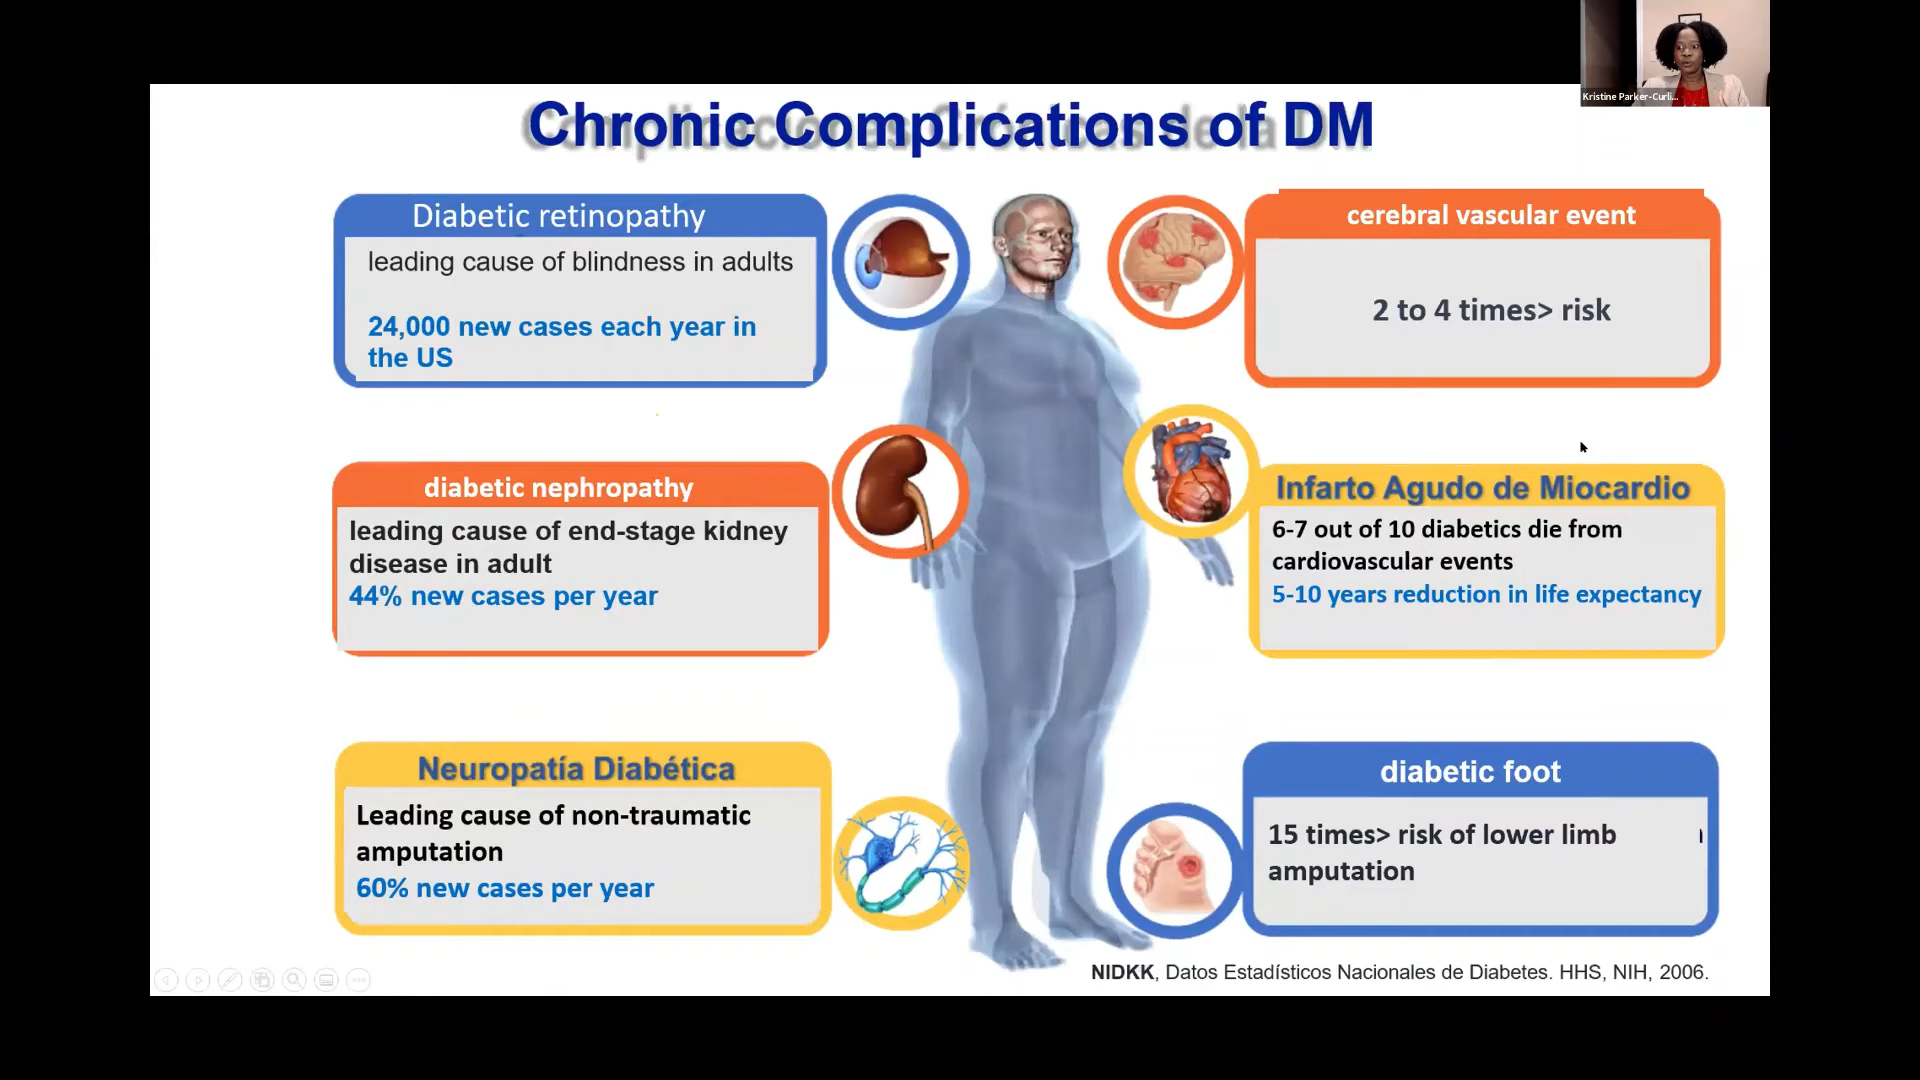 Kristine Parker-Curli...
Chronic Complications of DM
Diabetic retinopathy
leading cause of blindness in adults
24,000 new cases each year in
the US
cerebral vascular event
2 to 4 times> risk
diabetic nephropathy
leading cause of end-stage kidney
disease in adult
44% new cases per year
Infarto Agudo de Miocardio
6-7 out of 10 diabetics die from
cardiovascular events
5-10 years reduction in life expectancy
Neuropatía Diabética
Leading cause of non-traumatic
amputation
60% new cases per year
diabetic foot
15 times> risk of lower limb
amputation
NIDKK, Datos Estadísticos Nacionales de Diabetes. HHS, NIH, 2006.